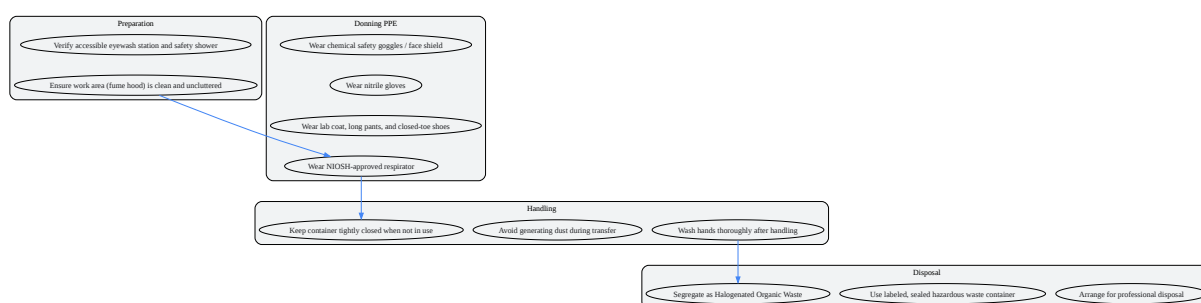 Preparation
Verify accessible eyewash station and safety shower
Ensure work area (fume hood) is clean and uncluttered
Donning PPE
Wear chemical safety goggles / face shield
Wear nitrile gloves
Wear lab coat, long pants, and closed-toe shoes
Wear NIOSH-approved respirator
Handling
Keep container tightly closed when not in use
Avoid generating dust during transfer
Wash hands thoroughly after handling
Disposal
Segregate as Halogenated Organic Waste
Use labeled, sealed hazardous waste container
Arrange for professional disposal